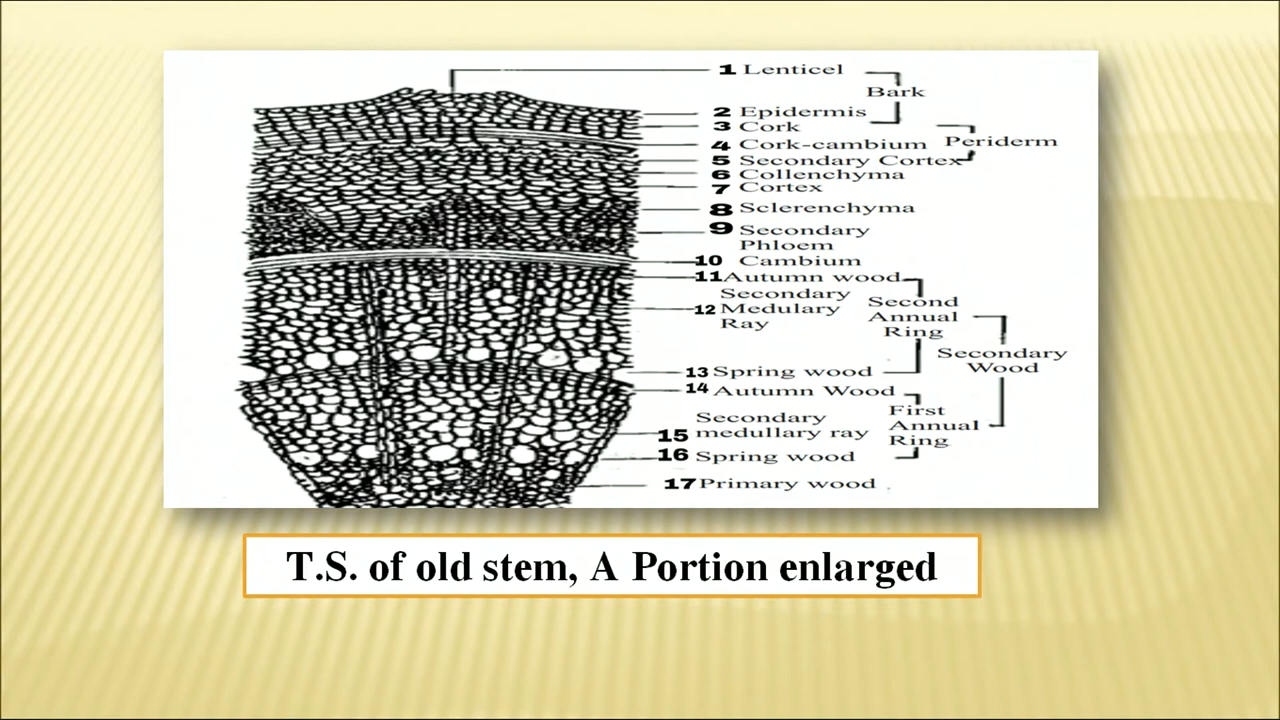 1 Lenticel
Bark
2 Epidermis
3 Cork
4 Cork-cambium
Periderm
5 Secondary Cortex
6 Collenchyma
7 Cortex
8 Sclerenchyma
9 Secondary
Phloem
10 Cambium
11 Autumn wood
Secondary
12 Medulary
Ray
Second
Annual
Ring
Secondary
Wood
13 Spring wood
14 Autumn Wood
First
Annual
Ring
Secondary
15 medullary ray
16 Spring wood
17 Primary wood
T.S. of old stem, A Portion enlarged